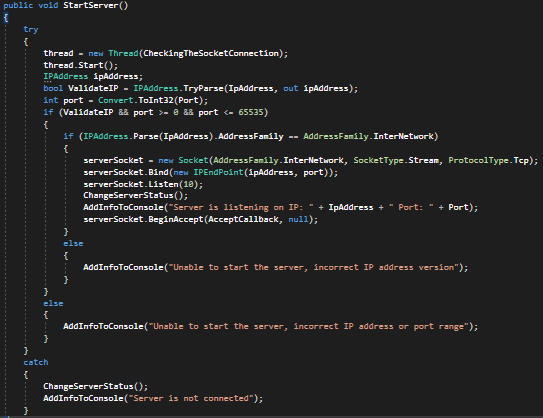 public void StartServer()
{
try
{
thread = new Thread(CheckingTheSocketConnection);
thread.Start();
IPAddress ipAddress;
bool ValidateIP = IPAddress.TryParse(IpAddress, out ipAddress);
int port = Convert.ToInt32(Port);
if (ValidateIP && port >= 0 && port <= 65535)
{
if (IPAddress.Parse(IpAddress).AddressFamily == AddressFamily.InterNetwork)
{
serverSocket = new Socket(AddressFamily.InterNetwork, SocketType.Stream, ProtocolType.Tcp);
serverSocket.Bind(new IPEndPoint(ipAddress, port));
serverSocket.Listen(10);
ChangeServerStatus();
AddInfoToConsole("Server is listening on IP: " + IpAddress + " Port: " + Port);
serverSocket.BeginAccept(AcceptCallback, null);
}
else
{
AddInfoToConsole("Unable to start the server, incorrect IP address version");
}
}
else
{
AddInfoToConsole("Unable to start the server, incorrect IP address or port range");
}
}
catch
{
ChangeServerStatus();
AddInfoToConsole("Server is not connected");
}